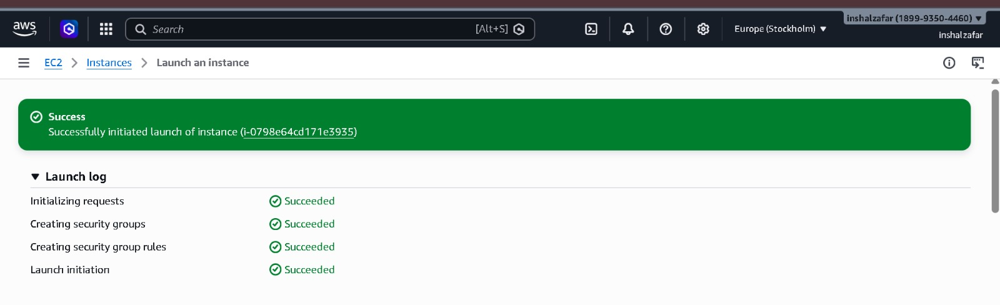 aws
Search [Alt+S]
Europe (Stockholm)
inshalzafar (1899-9350-4460)
inshalzafar
EC2 > Instances > Launch an instance
Success
Successfully initiated launch of instance (i-0798e64cd171e3935)
Launch log
Initializing requests Succeeded
Creating security groups Succeeded
Creating security group rules Succeeded
Launch initiation Succeeded